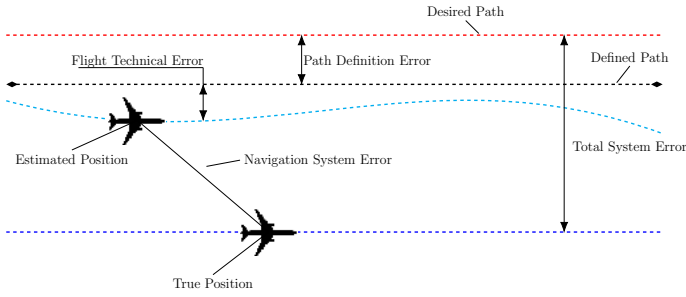 Desired Path
Flight Technical Error
Path Definition Error
Defined Path
Estimated Position
Navigation System Error
Total System Error
True Position